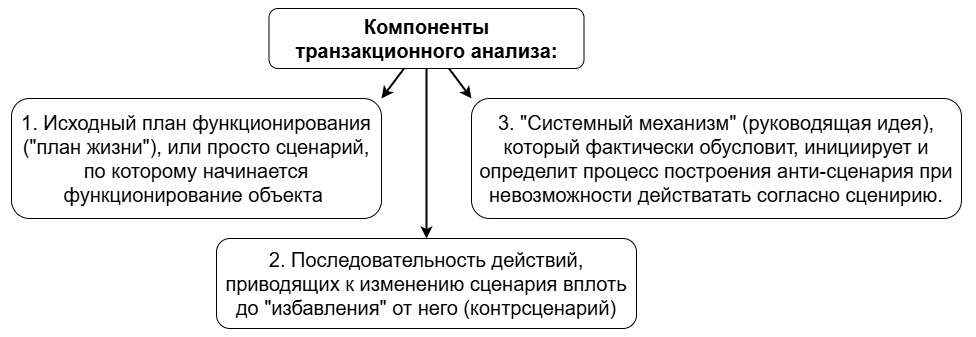 Компоненты
транзакционного анализа:
1. Исходный план функционирования
("план жизни"), или просто сценарий,
по которому начинается
функционирование объекта
2. Последовательность действий,
приводящих к изменению сценария вплоть
до "избавления" от него (контрсценарий)
3. "Системный механизм" (руководящая идея),
который фактически обусловит, инициирует и
определит процесс построения анти-сценария при
невозможности действатать согласно сценирию.